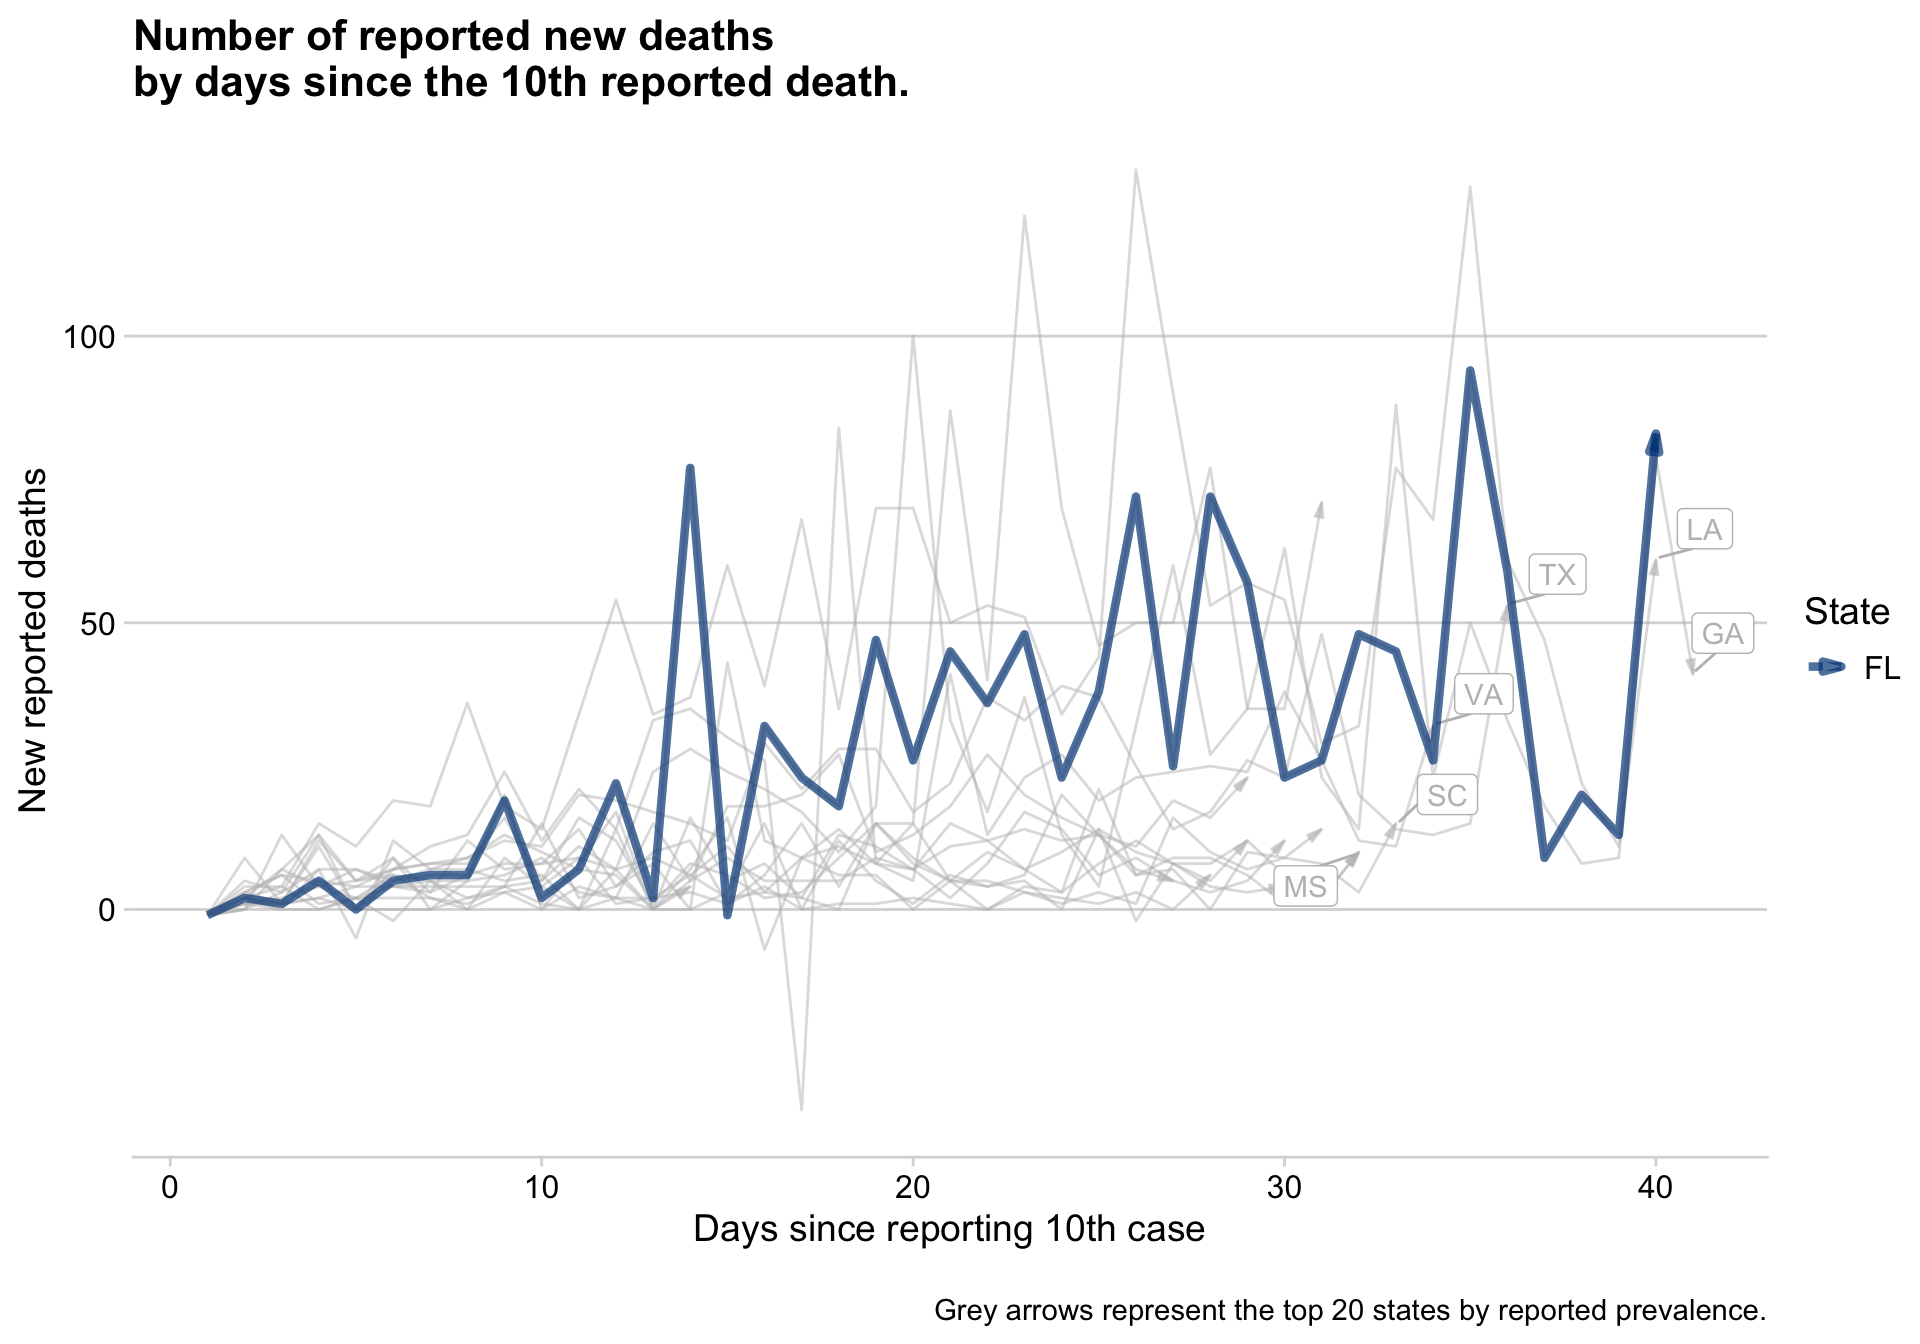 Number of reported new deaths
by days since the 10th reported death.
100
50
0
New reported deaths
LA
TX
GA
VA
SC
MS
State
FL
0 10 20 30 40
Days since reporting 10th case
Grey arrows represent the top 20 states by reported prevalence.